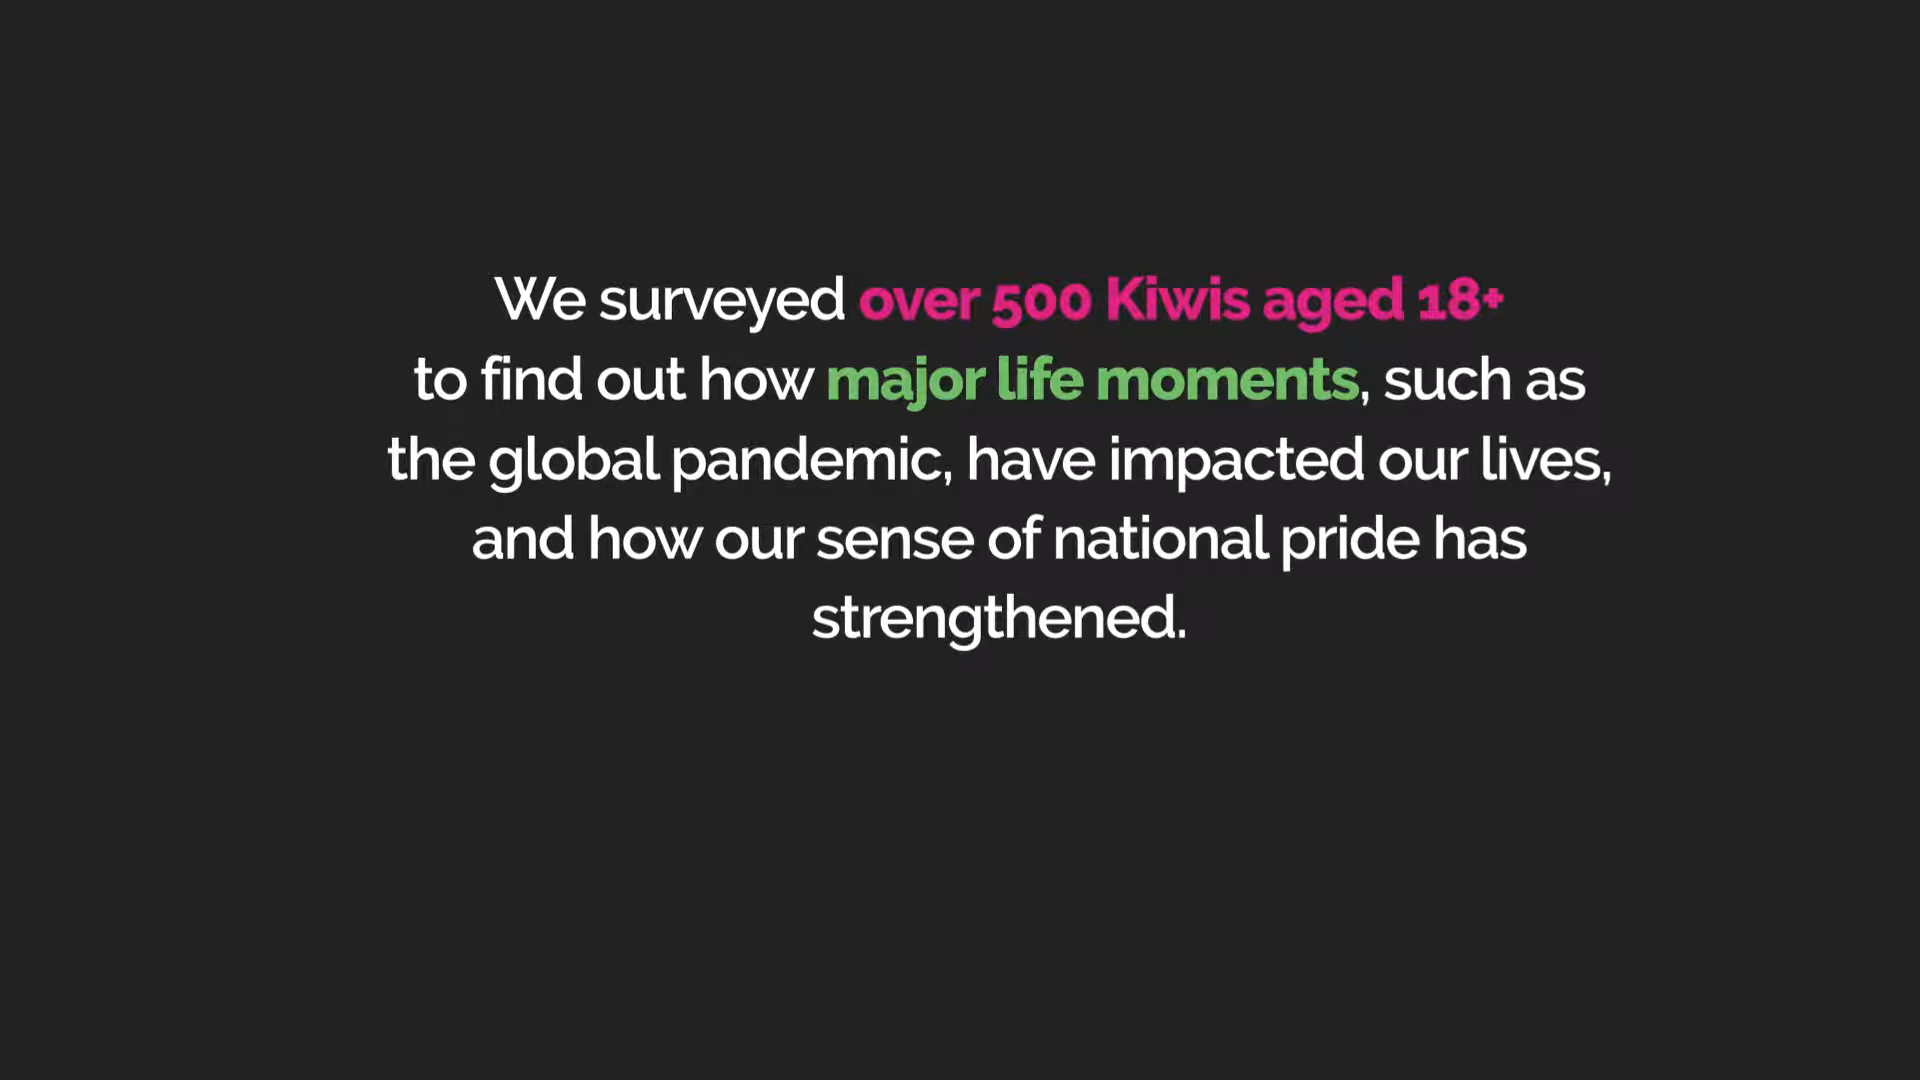 We surveyed over 500 Kiwis aged 18+
to find out how major life moments, such as
the global pandemic, have impacted our lives,
and how our sense of national pride has
strengthened.